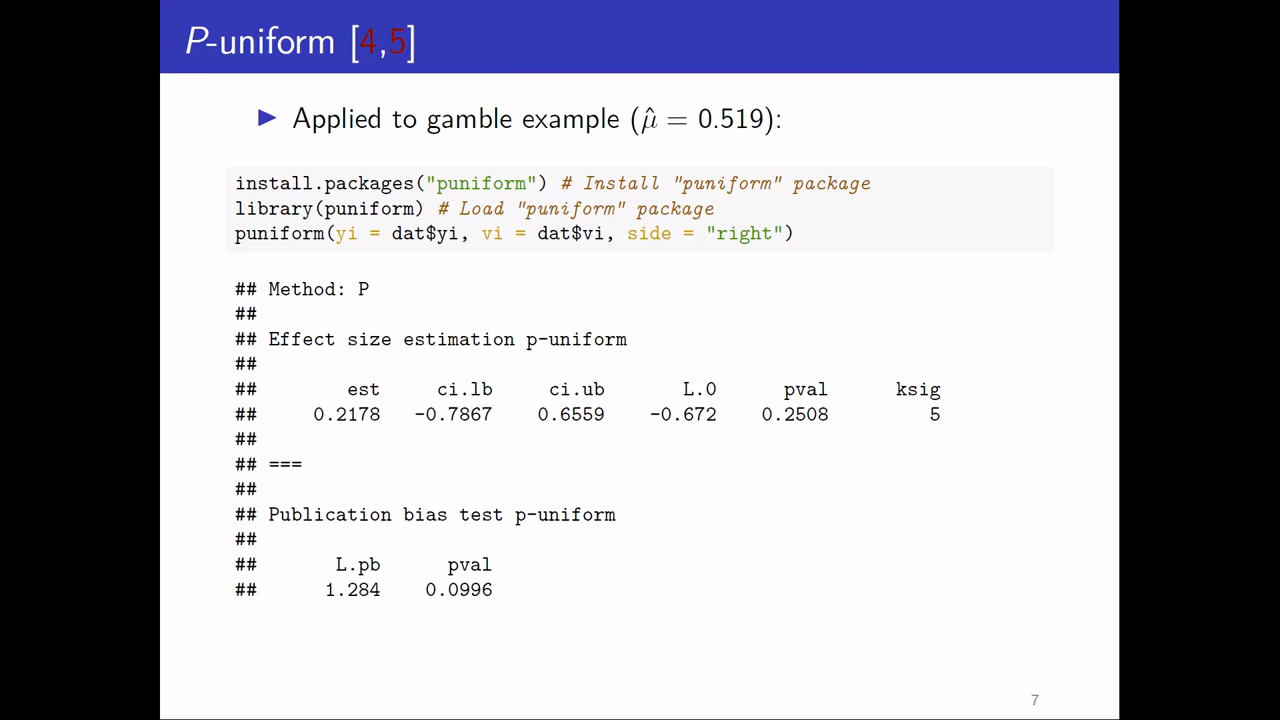 P-uniform [4,5]
▶ Applied to gamble example (μ̂ = 0.519):
install.packages("puniform") # Install "puniform" package
library(puniform) # Load "puniform" package
puniform(yi = dat$yi, vi = dat$vi, side = "right")
## Method: P
##
## Effect size estimation p-uniform
##
## est ci.lb ci.ub L.0 pval ksig
## 0.2178 -0.7867 0.6559 -0.672 0.2508 5
##
## ===
##
## Publication bias test p-uniform
##
## L.pb pval
## 1.284 0.0996
7